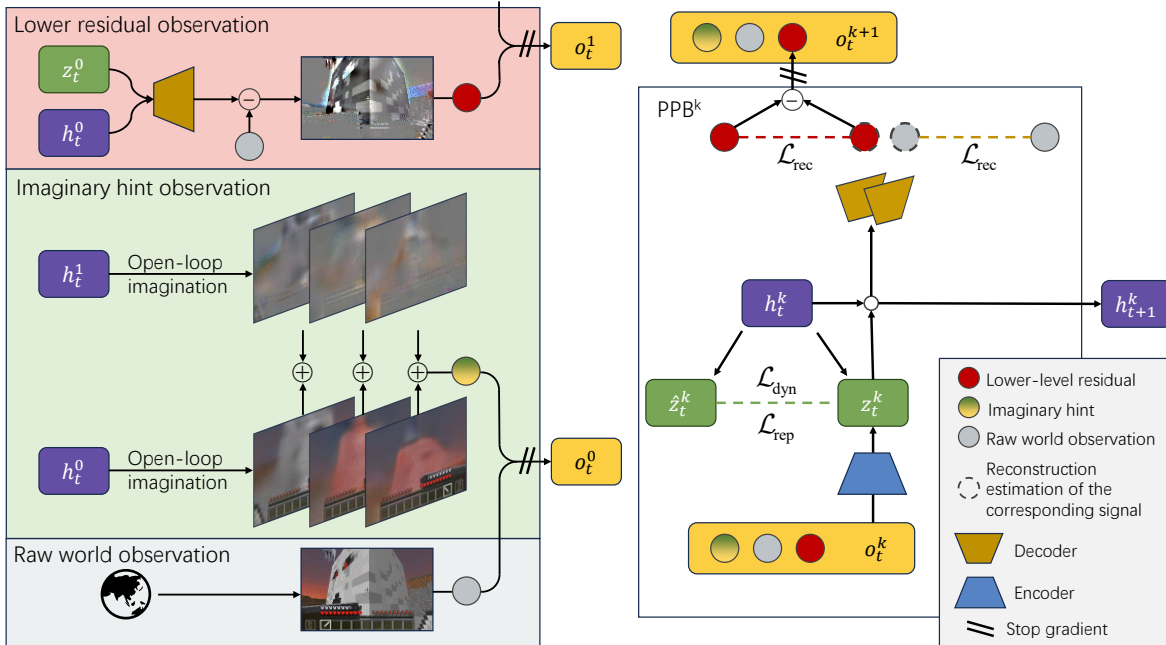 Lower residual observation
z_t^0
h_t^0
−
o_t^1
Imaginary hint observation
h_t^1
Open-loop
imagination
+ + +
h_t^0
Open-loop
imagination
o_t^0
Raw world observation
o_t^{k+1}
PPB^k
−
ℒ_rec
ℒ_rec
h_t^k
h_{t+1}^k
ℒ_dyn
ẑ_t^k
z_t^k
ℒ_rep
o_t^k
Lower-level residual
Imaginary hint
Raw world observation
Reconstruction
estimation of the
corresponding signal
Decoder
Encoder
Stop gradient